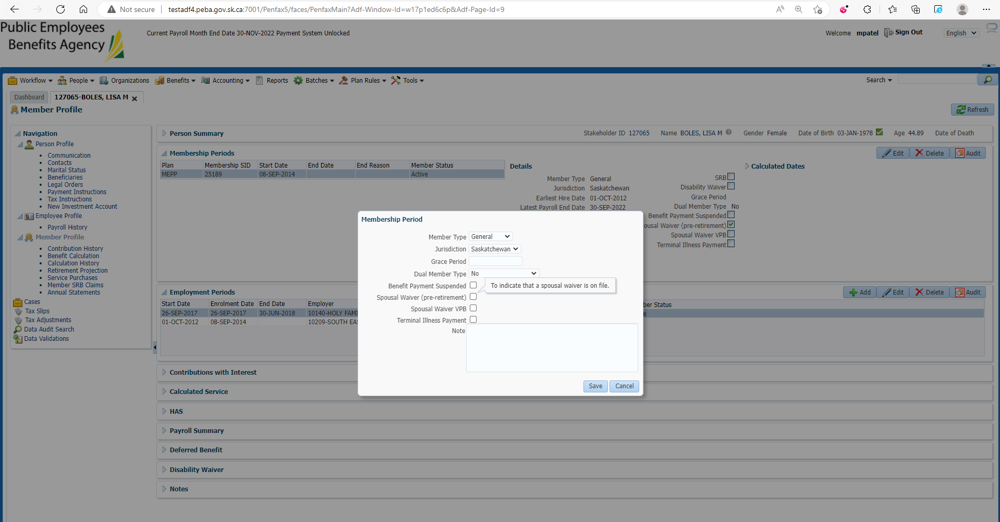 Not secure
testadf4.peba.gov.sk.ca:7001/Penfax5/faces/PenfaxMain?Adf-Window-Id=w17p1ed6c6p&Adf-Page-Id=9
Public Employees
Benefits Agency
Current Payroll Month End Date 30-NOV-2022 Payment System Unlocked
Welcome mpatel Sign Out English
Workflow People Organizations Benefits Accounting Reports Batches Plan Rules Tools Search
Dashboard 127065-BOLES, LISA M
Member Profile
Refresh
Navigation
Person Profile
Communication
Contacts
Marital Status
Beneficiaries
Legal Orders
Payment Instructions
Tax Instructions
New Investment Account
Employee Profile
Payroll History
Member Profile
Contribution History
Benefit Calculation
Calculation History
Retirement Projection
Service Purchases
Member SRB Claims
Annual Statements
Cases
Tax Slips
Tax Adjustments
Data Audit Search
Data Validations
Person Summary Stakeholder ID 127065 Name BOLES, LISA M Gender Female Date of Birth 03-JAN-1978 Age 44.89 Date of Death
Membership Periods Edit Delete Audit
Plan Membership SID Start Date End Date End Reason Member Status
MEPP 25189 08-SEP-2014 Active
Details
Member Type General
Jurisdiction Saskatchewan
Earliest Hire Date 01-OCT-2012
Latest Payroll End Date 30-SEP-2022
SRB
Disability Waiver
Grace Period
Dual Member Type No
Benefit Payment Suspended
ousal Waiver (pre-retirement)
Spousal Waiver VPB
Terminal Illness Payment
Calculated Dates
Membership Period
Member Type General
Jurisdiction Saskatchewan
Grace Period
Dual Member Type No
Benefit Payment Suspended
To indicate that a spousal waiver is on file.
Spousal Waiver (pre-retirement)
Spousal Waiver VPB
Terminal Illness Payment
Note
Save Cancel
Employment Periods Add Edit Delete Audit
Start Date Enrolment Date End Date Employer ber Status
26-SEP-2017 26-SEP-2017 30-JUN-2018 10140-HOLY FAMI e
01-OCT-2012 08-SEP-2014 10209-SOUTH EAS
Contributions with Interest
Calculated Service
HAS
Payroll Summary
Deferred Benefit
Disability Waiver
Notes